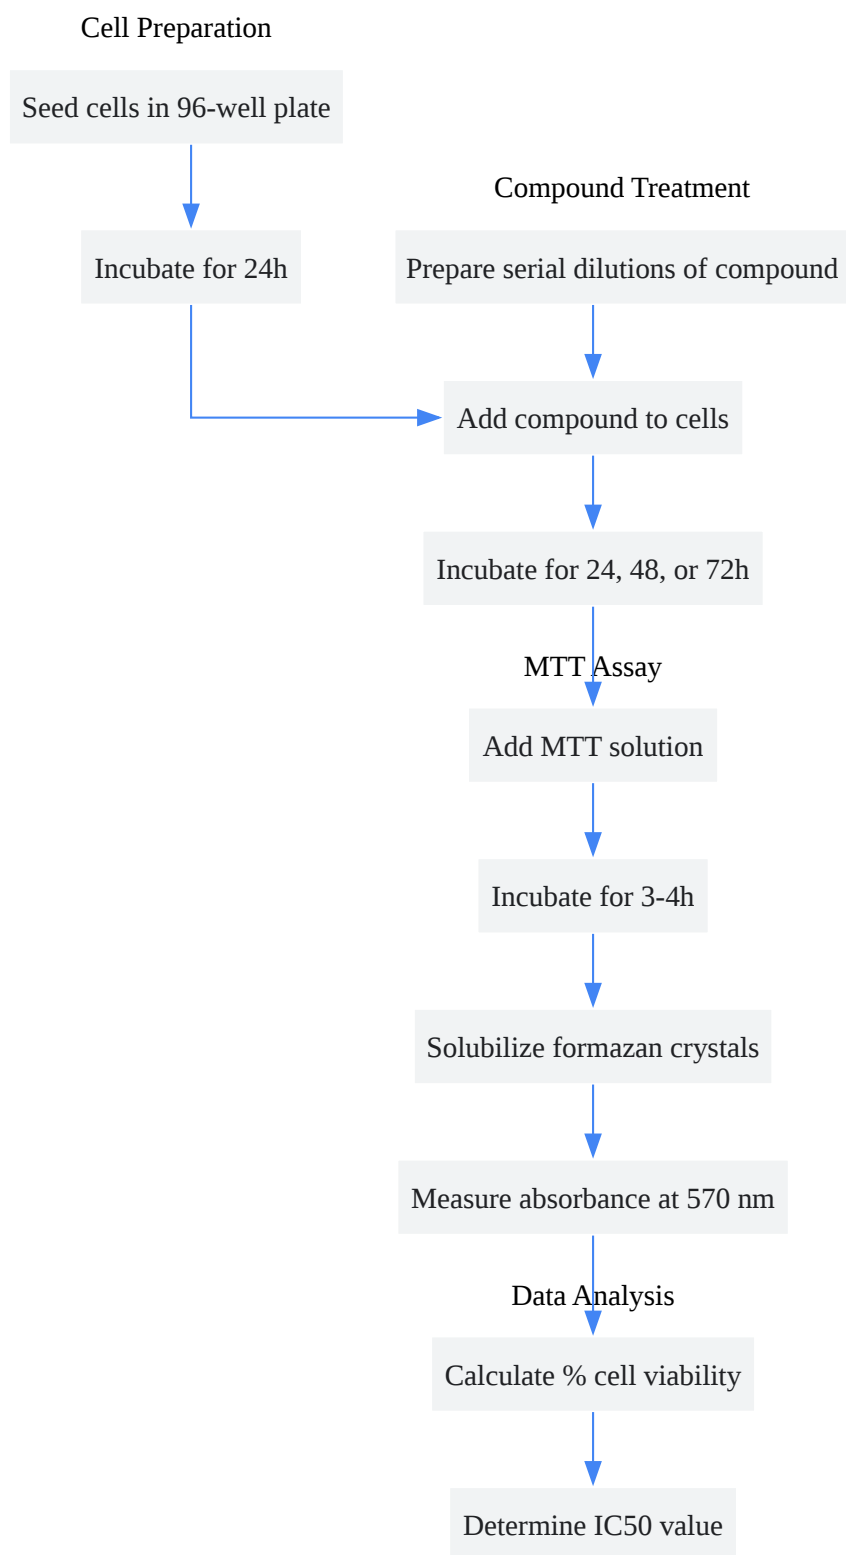 Cell Preparation
Seed cells in 96-well plate
Compound Treatment
Incubate for 24h
Prepare serial dilutions of compound
Add compound to cells
Incubate for 24, 48, or 72h
MTT Assay
Add MTT solution
Incubate for 3-4h
Solubilize formazan crystals
Measure absorbance at 570 nm
Data Analysis
Calculate % cell viability
Determine IC50 value